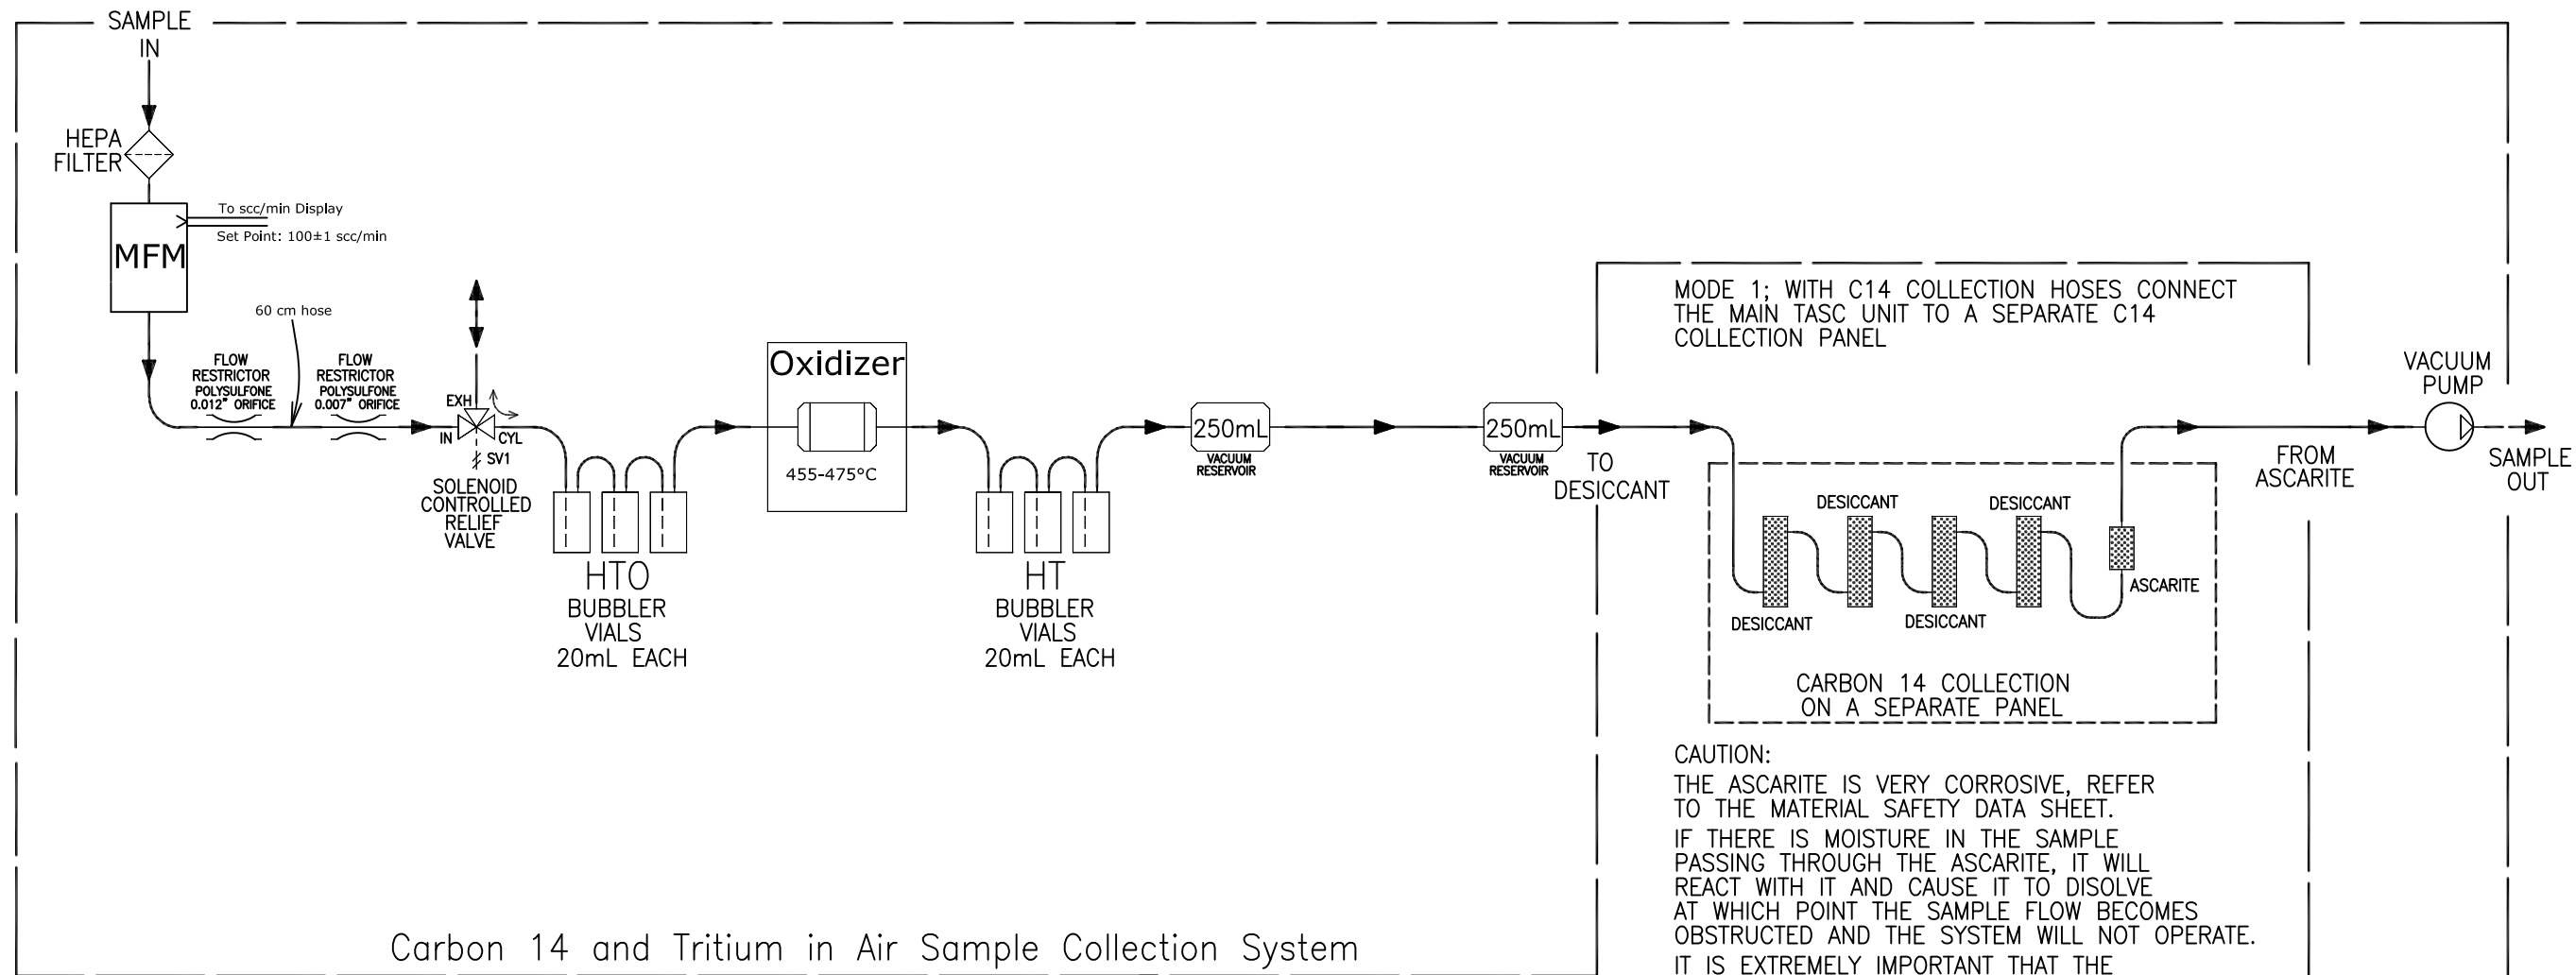 SAMPLE
IN
HEPA
FILTER
To scc/min Display
Set Point: 100±1 scc/min
MFM
60 cm hose
FLOW
RESTRICTOR
POLYSULFONE
0.012" ORIFICE
FLOW
RESTRICTOR
POLYSULFONE
0.007" ORIFICE
EXH
IN
CYL
SV1
SOLENOID
CONTROLLED
RELIEF
VALVE
HTO
BUBBLER
VIALS
20mL EACH
Oxidizer
455-475°C
HT
BUBBLER
VIALS
20mL EACH
250mL
VACUUM
RESERVOIR
250mL
VACUUM
RESERVOIR
TO
DESICCANT
MODE 1; WITH C14 COLLECTION HOSES CONNECT
THE MAIN TASC UNIT TO A SEPARATE C14
COLLECTION PANEL
DESICCANT
DESICCANT
DESICCANT
DESICCANT
ASCARITE
CARBON 14 COLLECTION
ON A SEPARATE PANEL
FROM
ASCARITE
VACUUM
PUMP
SAMPLE
OUT
CAUTION:
THE ASCARITE IS VERY CORROSIVE, REFER
TO THE MATERIAL SAFETY DATA SHEET.
IF THERE IS MOISTURE IN THE SAMPLE
PASSING THROUGH THE ASCARITE, IT WILL
REACT WITH IT AND CAUSE IT TO DISOLVE
AT WHICH POINT THE SAMPLE FLOW BECOMES
OBSTRUCTED AND THE SYSTEM WILL NOT OPERATE.
IT IS EXTREMELY IMPORTANT THAT THE
Carbon 14 and Tritium in Air Sample Collection System